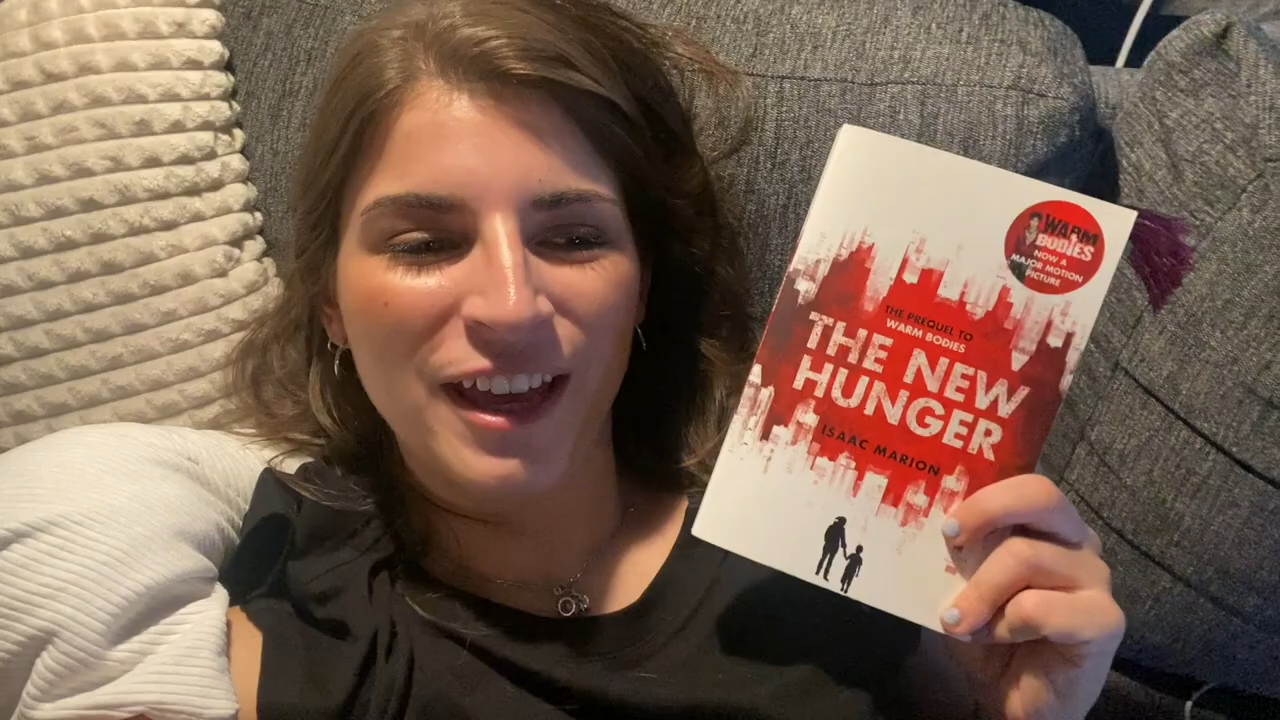 WARM
BODIES
NOW A
MAJOR MOTION
PICTURE
THE PREQUEL TO
WARM BODIES
THE NEW
HUNGER
ISAAC MARION